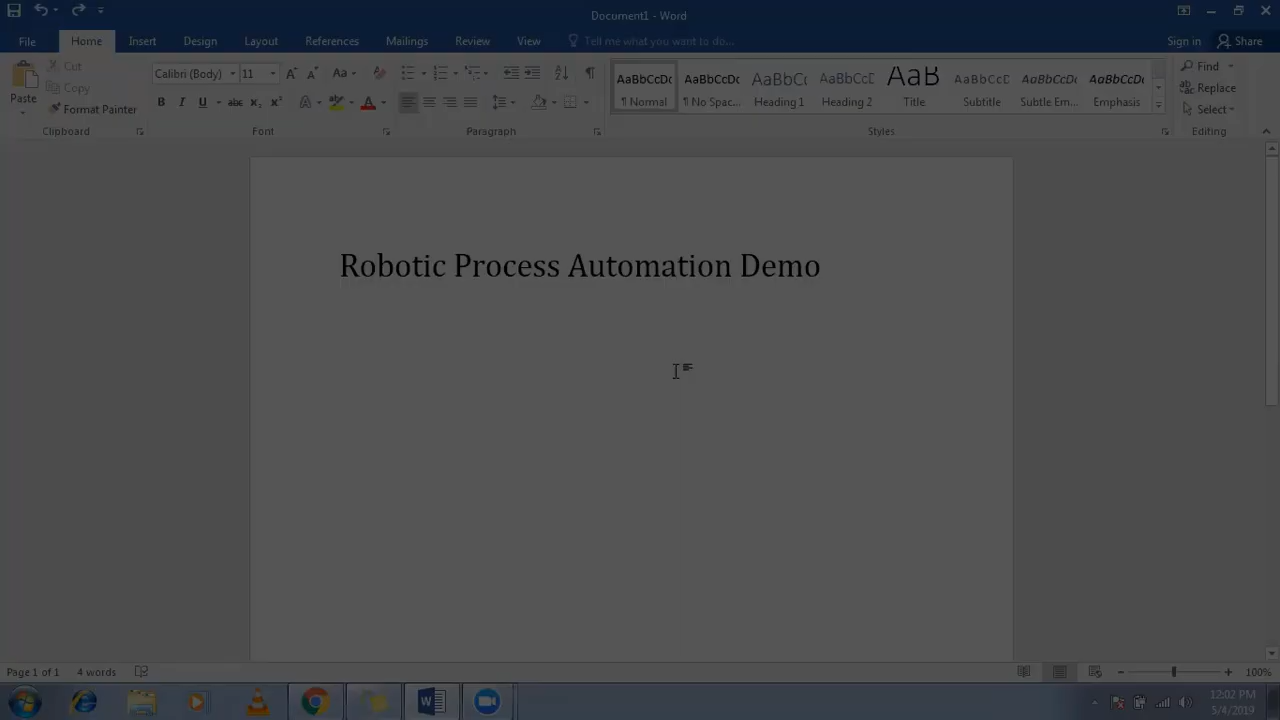 Document1 - Word
File Home Insert Design Layout References Mailings Review View Tell me what you want to do... Sign in Share
Cut
Copy
Format Painter
Paste
Clipboard
Calibri (Body) 11
Font
Paragraph
AaBbCcDc AaBbCcDc AaBbCc AaBbCcE AaB AaBbCcE AaBbCcDc AaBbCcDc
¶ Normal ¶ No Spac... Heading 1 Heading 2 Title Subtitle Subtle Em... Emphasis
Styles
Find
Replace
Select
Editing
Robotic Process Automation Demo
Page 1 of 1 4 words
100%
12:02 PM
5/4/2019